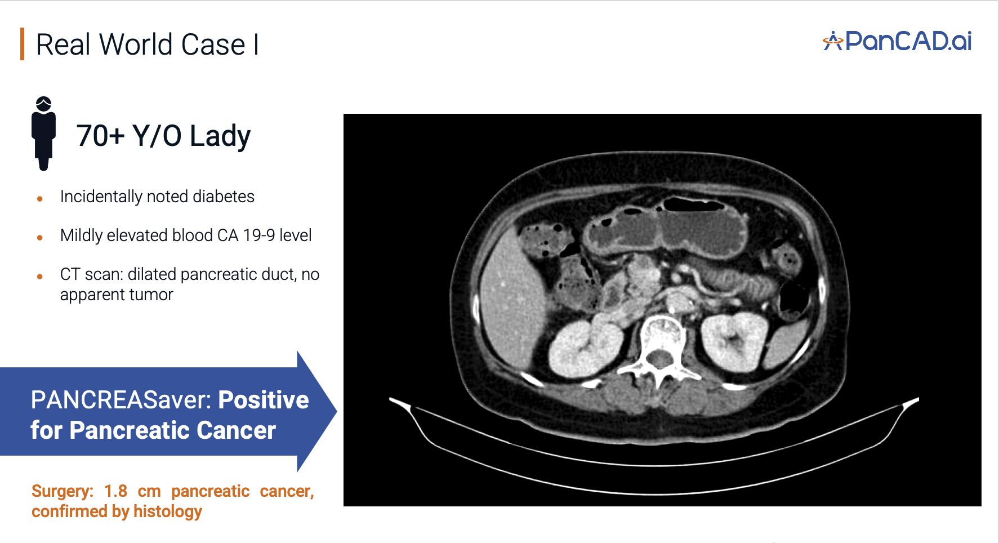 Real World Case I
PanCAD.ai
70+ Y/O Lady
• Incidentally noted diabetes
• Mildly elevated blood CA 19-9 level
• CT scan: dilated pancreatic duct, no
apparent tumor
PANCREASaver: Positive
for Pancreatic Cancer
Surgery: 1.8 cm pancreatic cancer,
confirmed by histology